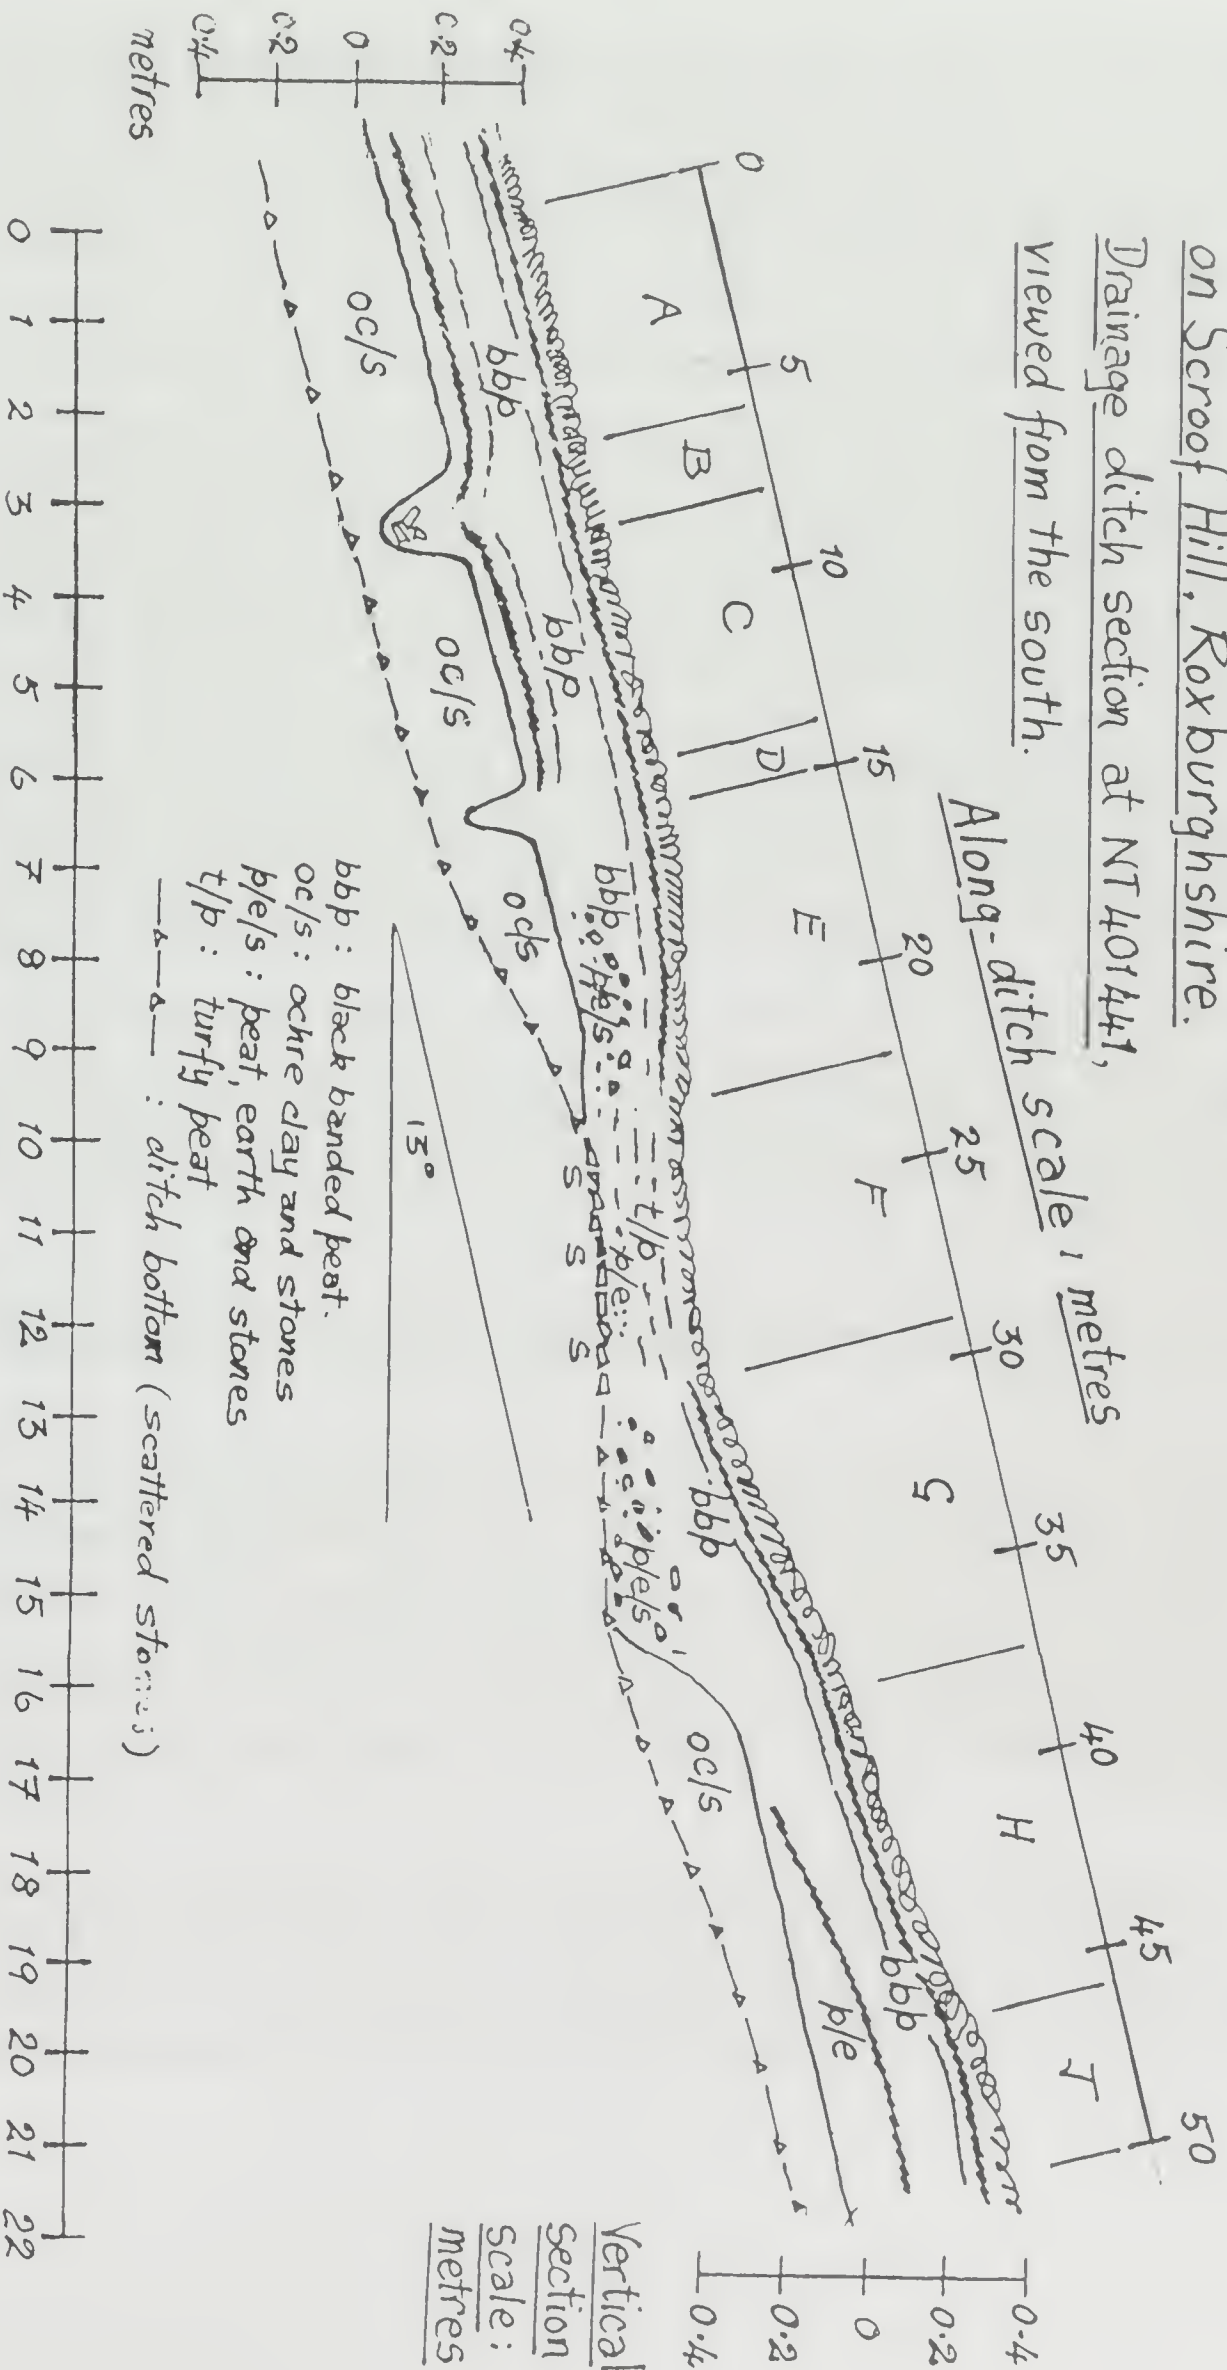 on Scroof Hill, Roxburghshire.
Drainage ditch section at NT 401441,
viewed from the south.
Along-ditch scale: metres
0 5 10 15 20 25 30 35 40 45 50
A B C D E F G H J
0.4
0.2
0
0.2
0.4
metres
bbp
bbp
bbp
bbp
bbp
oc/s
oc/s
oc/s
oc/s
p/e/s
t/p
p/e
p/e/s
p/e
s s s
0.4
0.2
0
0.2
0.4
Vertical
section
scale:
metres
13°
bbp: black banded peat.
oc/s: ochre clay and stones
p/e/s: peat, earth and stones
t/p: turfy peat
: ditch bottom (scattered stones)
0 1 2 3 4 5 6 7 8 9 10 11 12 13 14 15 16 17 18 19 20 21 22